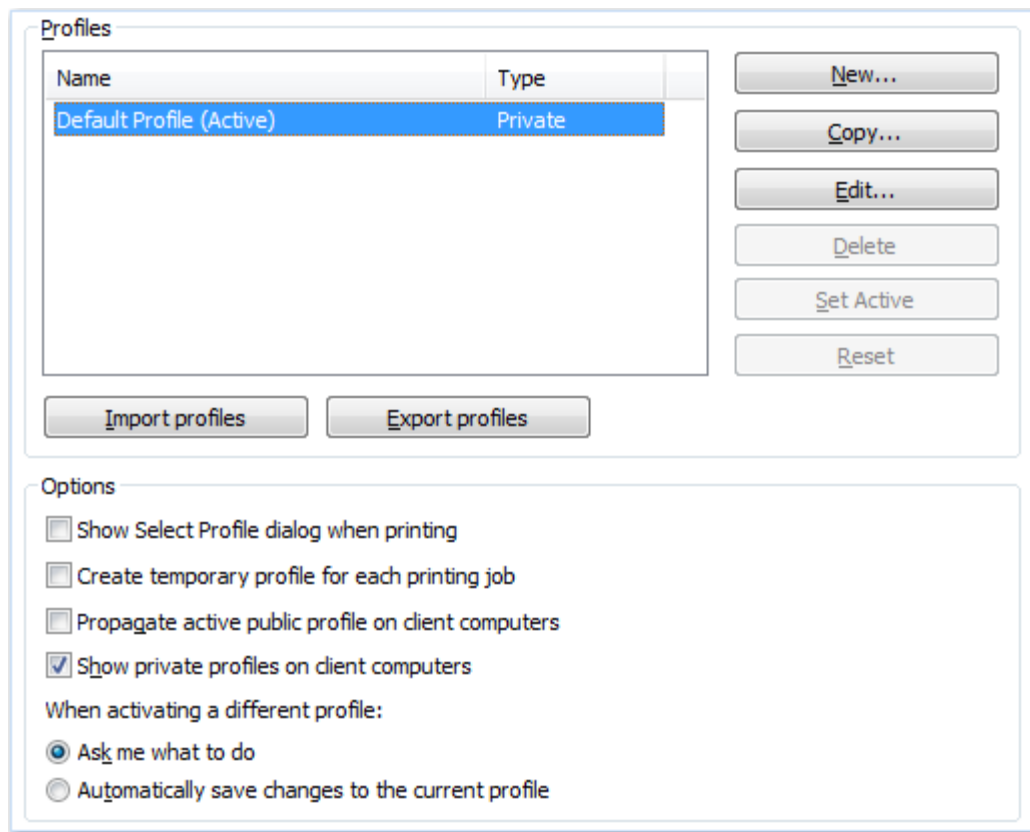 Profiles
Name Type
Default Profile (Active) Private
New...
Copy...
Edit...
Delete
Set Active
Reset
Import profiles Export profiles
Options
Show Select Profile dialog when printing
Create temporary profile for each printing job
Propagate active public profile on client computers
Show private profiles on client computers
When activating a different profile:
Ask me what to do
Automatically save changes to the current profile